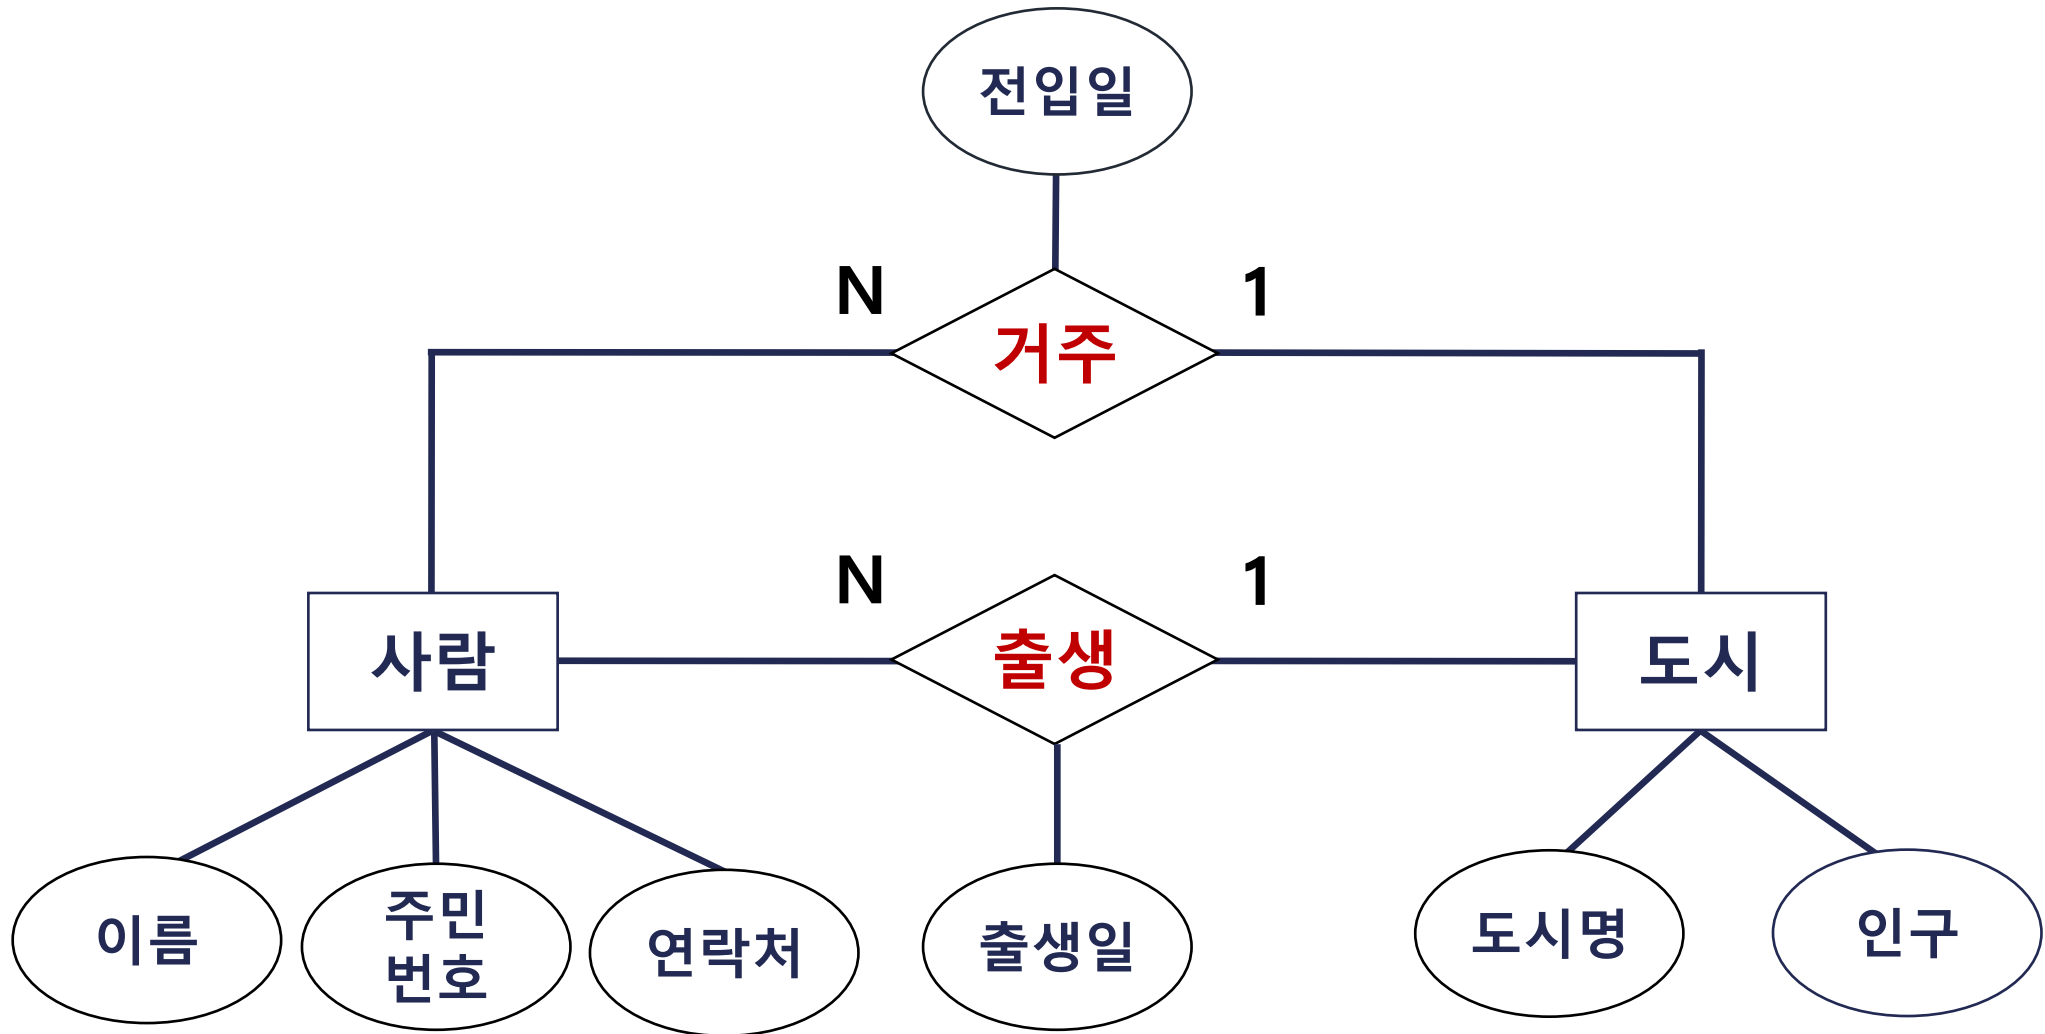 전입일
N
1
거주
N
1
사람
출생
도시
이름
주민
번호
연락처
출생일
도시명
인구